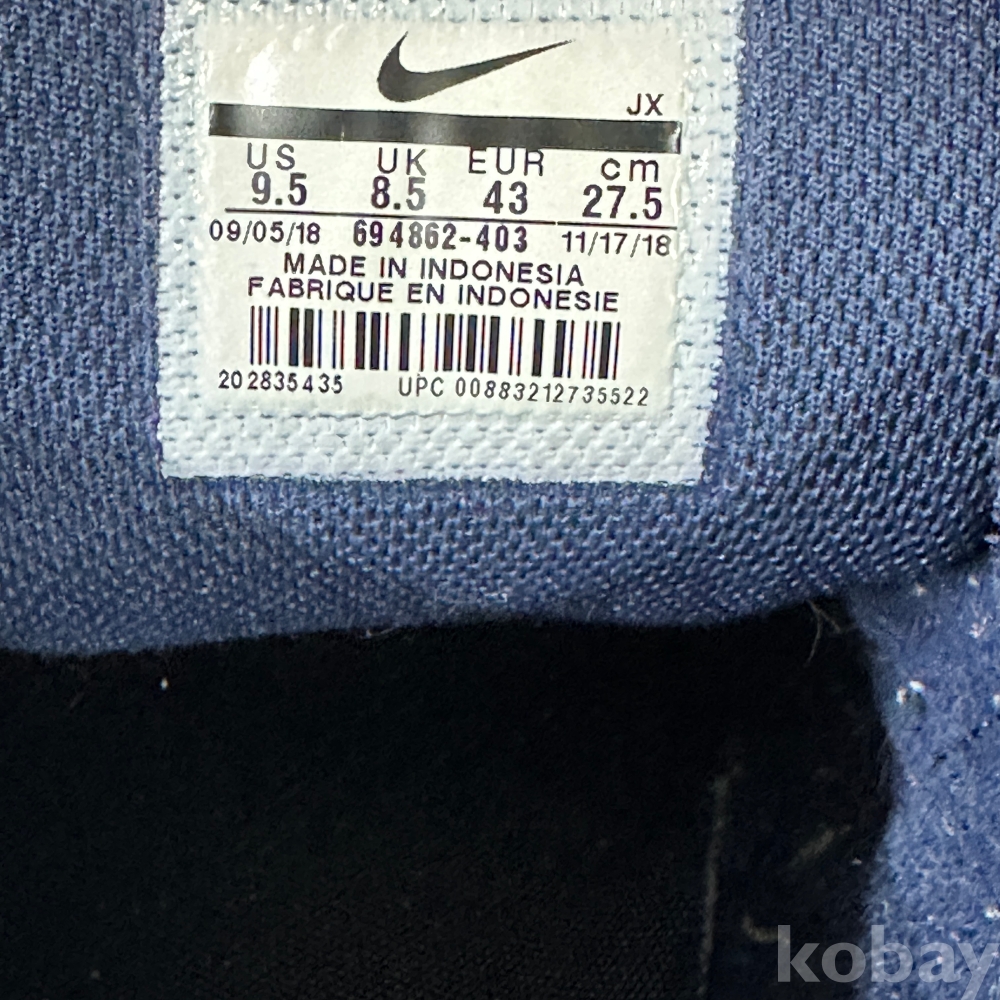 JX
US UK EUR cm
9.5 8.5 43 27.5
09/05/18 694862-403 11/17/18
MADE IN INDONESIA
FABRIQUE EN INDONESIE
202835435 UPC 00883212735522
kobay